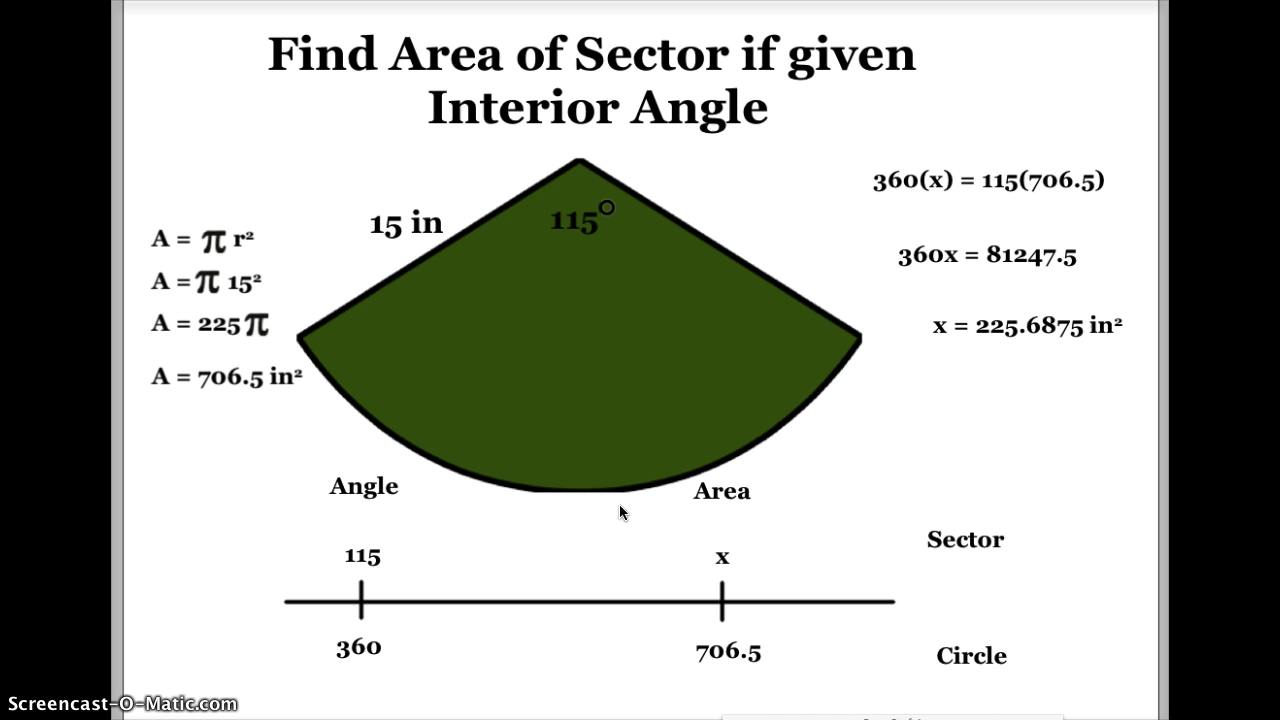 Find Area of Sector if given
Interior Angle
15 in
115°
A = π r²
A = π 15²
A = 225 π
A = 706.5 in²
360(x) = 115(706.5)
360x = 81247.5
x = 225.6875 in²
Angle
Area
Sector
115
x
360
706.5
Circle
Screencast-O-Matic.com